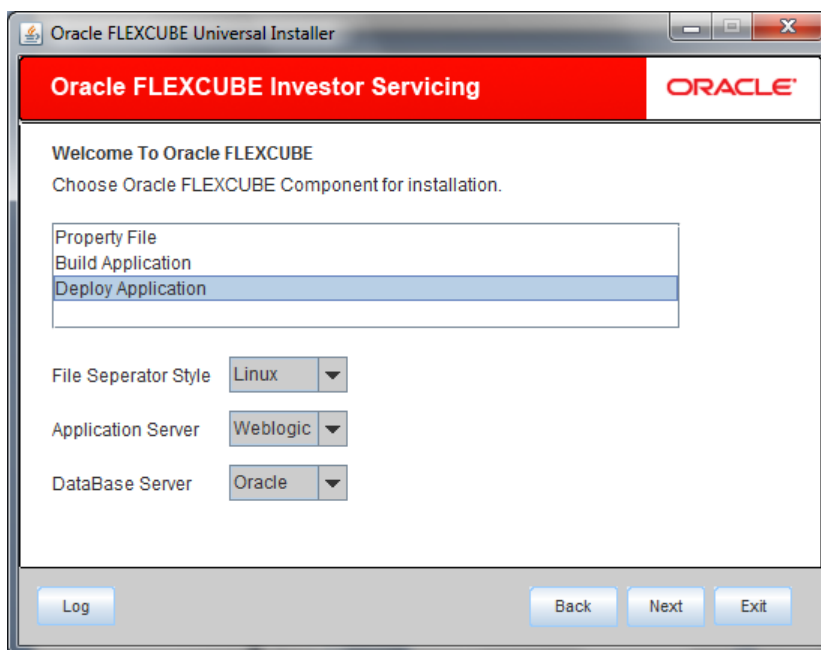 Oracle FLEXCUBE Universal Installer
Oracle FLEXCUBE Investor Servicing
ORACLE
Welcome To Oracle FLEXCUBE
Choose Oracle FLEXCUBE Component for installation.
Property File
Build Application
Deploy Application
File Seperator Style Linux
Application Server Weblogic
DataBase Server Oracle
Log Back Next Exit